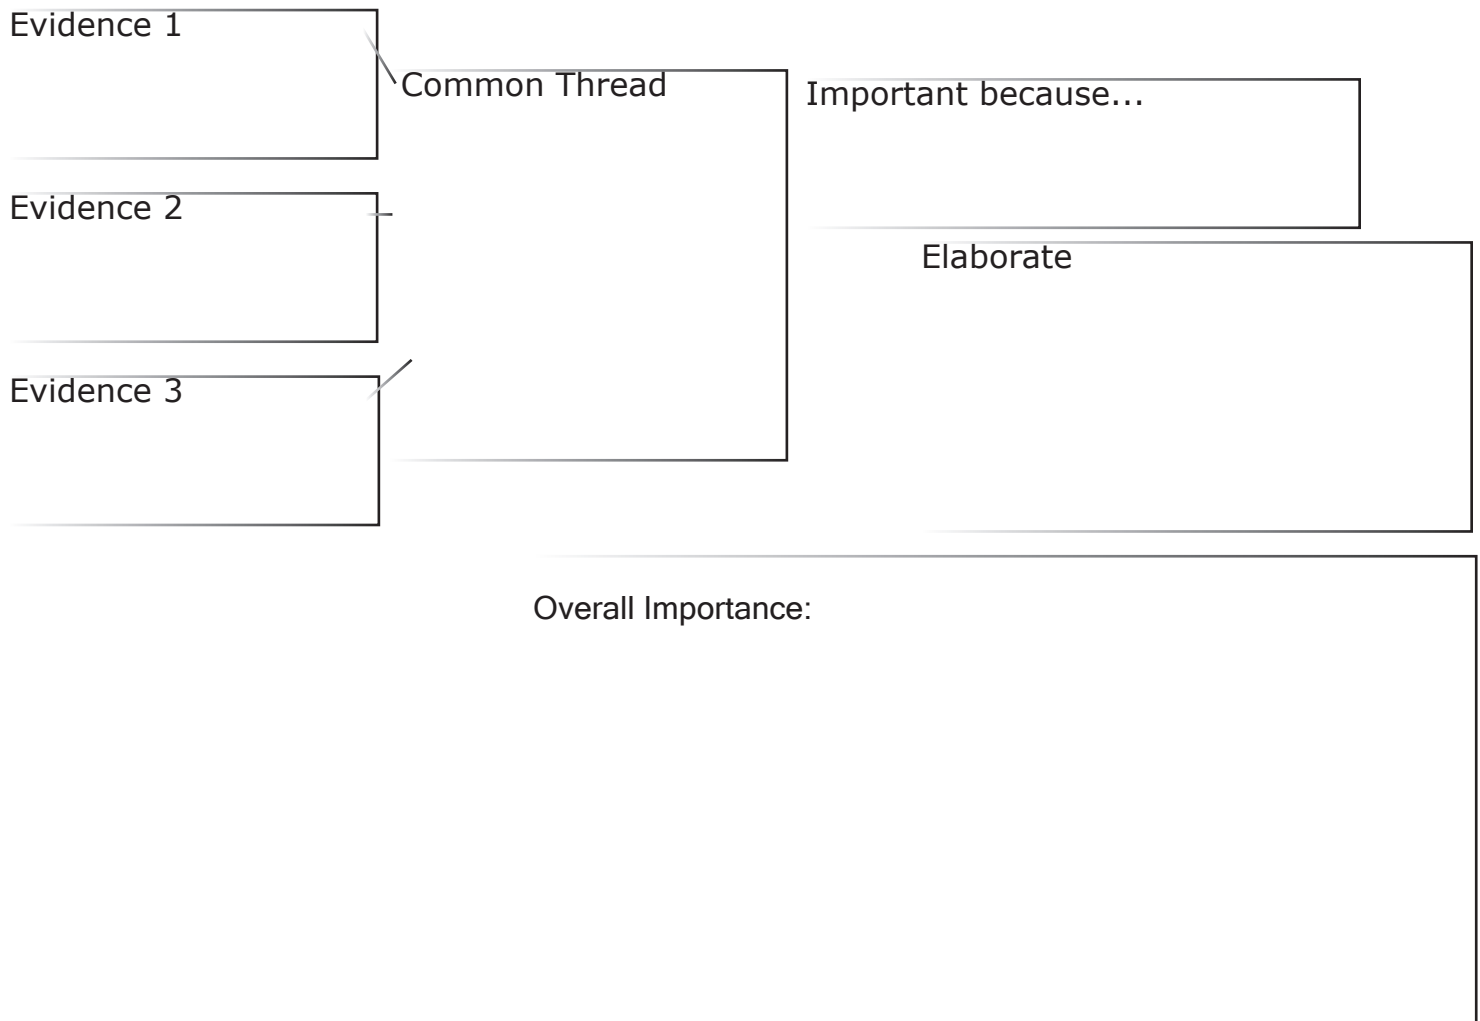 Evidence 1
Common Thread
Important because...
Evidence 2
Elaborate
Evidence 3
Overall Importance: